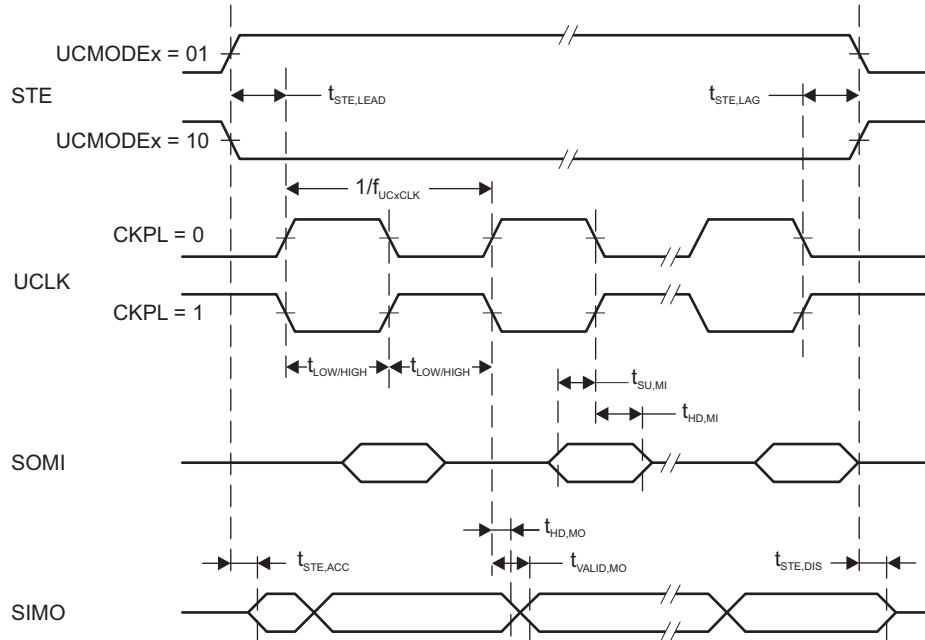 UCMODEx = 01
STE
tSTE,LEAD
tSTE,LAG
UCMODEx = 10
1/fUCxCLK
CKPL = 0
UCLK
CKPL = 1
tLOW/HIGH tLOW/HIGH
tSU,MI
tHD,MI
SOMI
tHD,MO
tSTE,ACC
tVALID,MO
tSTE,DIS
SIMO